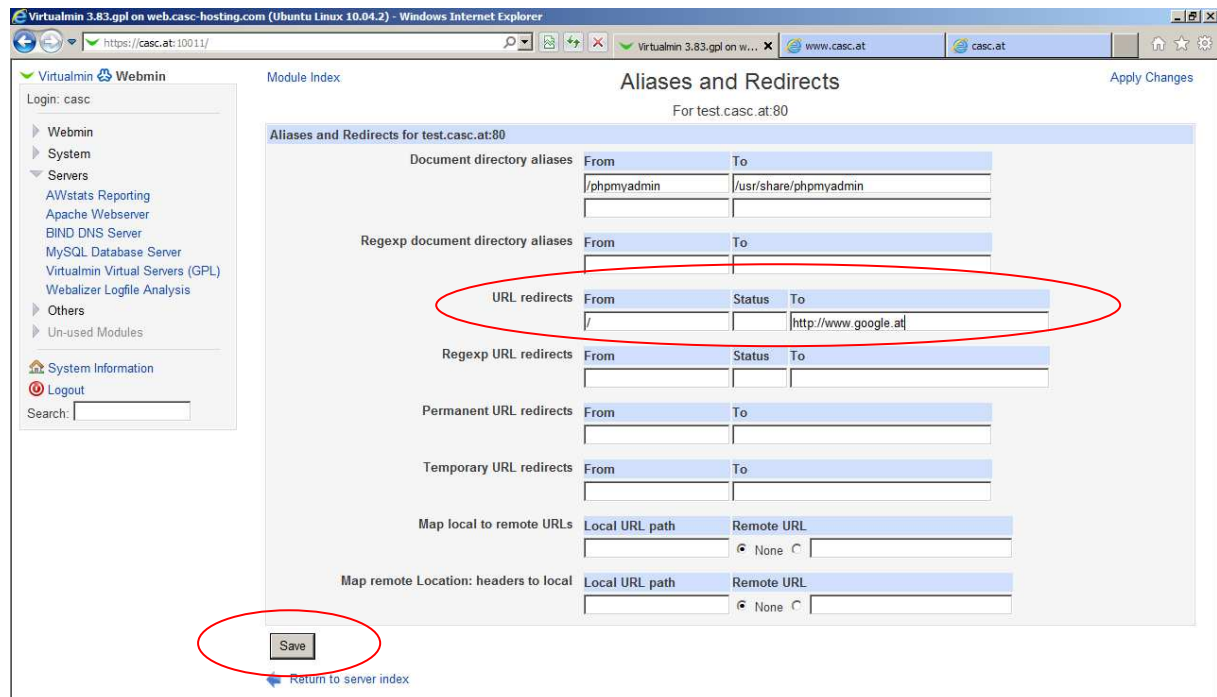 Virtualmin 3.83.gpl on web.casc-hosting.com (Ubuntu Linux 10.04.2) - Windows Internet Explorer
https://casc.at:10011/
Virtualmin 3.83.gpl on w...
www.casc.at
casc.at
Virtualmin Webmin
Login: casc
Webmin
System
Servers
AWstats Reporting
Apache Webserver
BIND DNS Server
MySQL Database Server
Virtualmin Virtual Servers (GPL)
Webalizer Logfile Analysis
Others
Un-used Modules
System Information
Logout
Search:
Module Index
Aliases and Redirects
Apply Changes
For test.casc.at:80
Aliases and Redirects for test.casc.at:80
Document directory aliases From To
/phpmyadmin /usr/share/phpmyadmin
Regexp document directory aliases From To
URL redirects From Status To
/ http://www.google.at
Regexp URL redirects From Status To
Permanent URL redirects From To
Temporary URL redirects From To
Map local to remote URLs Local URL path Remote URL
None
Map remote Location: headers to local Local URL path Remote URL
None
Save
Return to server index